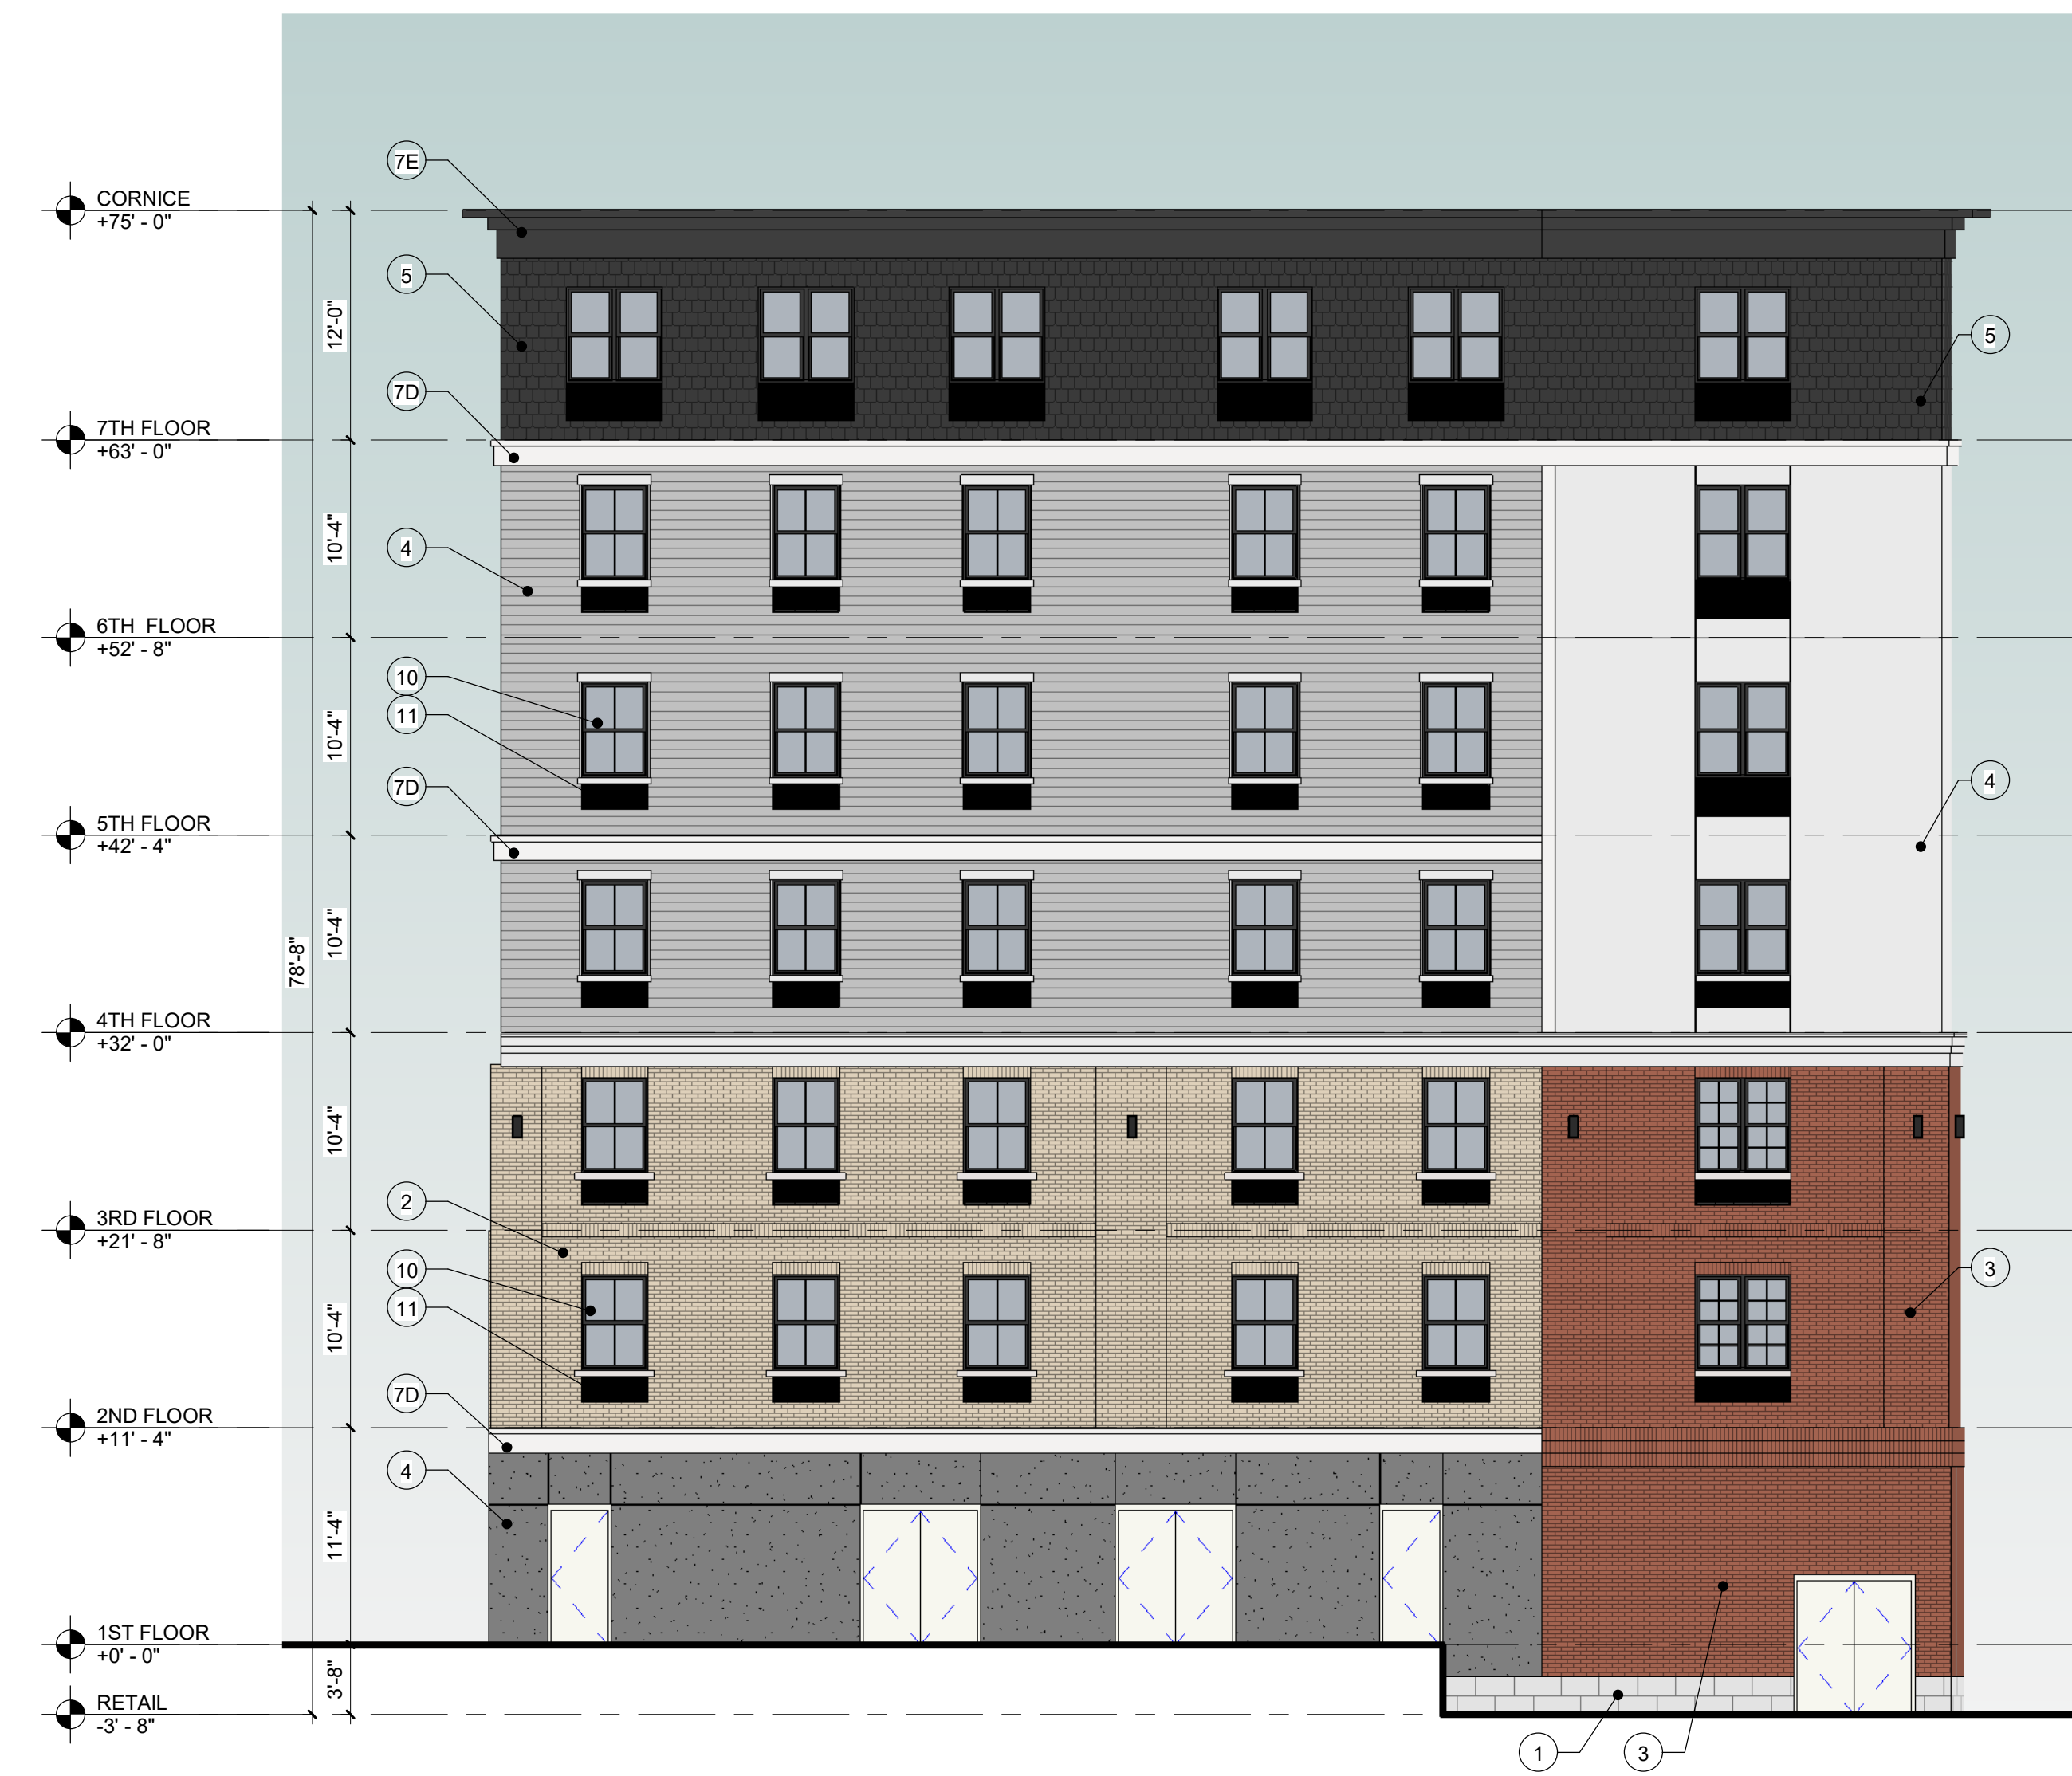 7E
CORNICE
+75' - 0"
5
12'-0"
5
7D
7TH FLOOR
+63' - 0"
10'-4"
4
6TH  FLOOR
+52' - 8"
10
11
10'-4"
7D
4
5TH FLOOR
+42' - 4"
10'-4"
78'-8"
4TH FLOOR
+32' - 0"
10'-4"
2
3RD FLOOR
+21' - 8"
10
3
11
10'-4"
7D
2ND FLOOR
+11' - 4"
4
11'-4"
1ST FLOOR
+0' - 0"
3'-8"
RETAIL
-3' - 8"
1
3